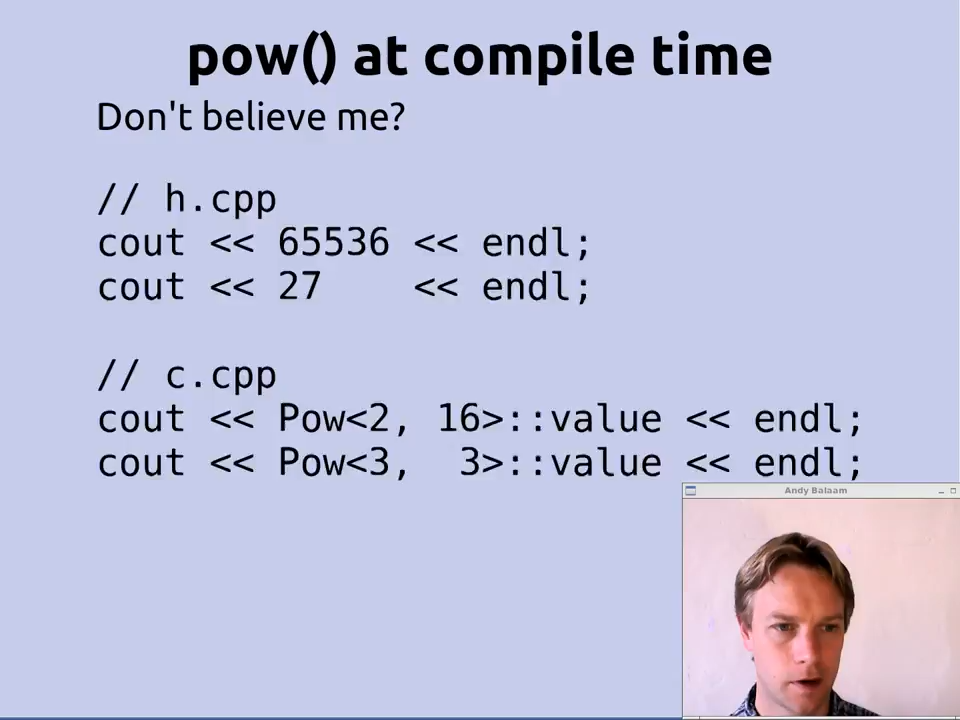 pow() at compile time
Don't believe me?
// h.cpp
cout << 65536 << endl;
cout << 27    << endl;
// c.cpp
cout << Pow<2, 16>::value << endl;
cout << Pow<3,  3>::value << endl;
Andy Balaam